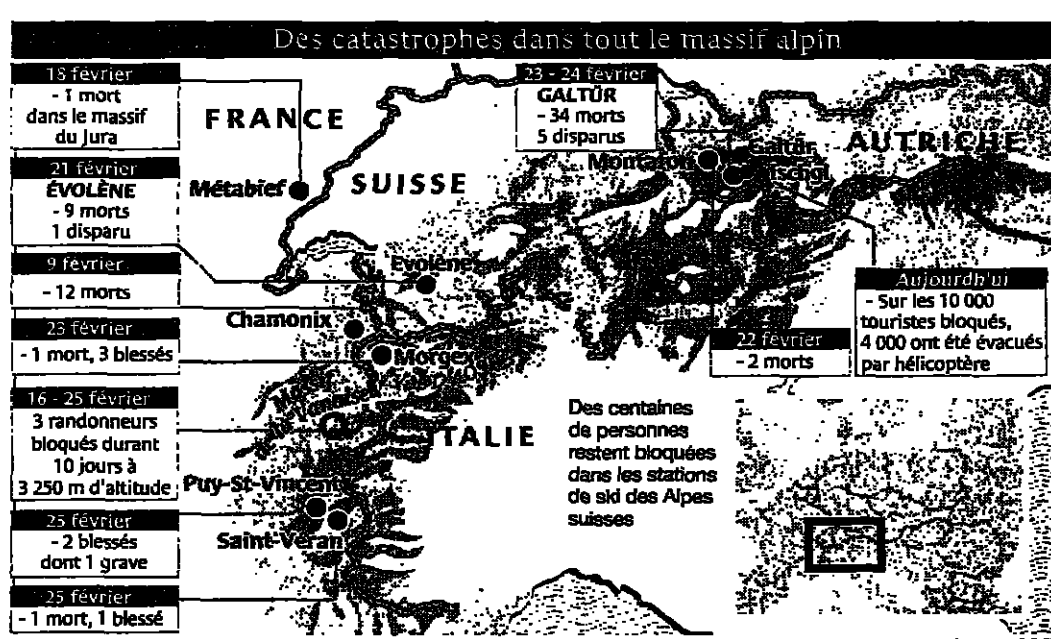 Des catastrophes dans tout le massif alpin
18 février
- 1 mort
dans le massif
du Jura
21 février
ÉVOLÈNE
- 9 morts
1 disparu
9 février
- 12 morts
23 février
- 1 mort, 3 blessés
16 - 25 février
3 randonneurs
bloqués durant
10 jours à
3 250 m d'altitude
25 février
- 2 blessés
dont 1 grave
25 février
- 1 mort, 1 blessé
FRANCE
Métabief
SUISSE
Evolène
Chamonix
Morgex
Vanoise
ITALIE
Puy-St-Vincent
Saint-Véran
23 - 24 février
GALTÜR
- 34 morts
5 disparus
Montafon
Galtür
Ischgl
AUTRICHE
22 février
- 2 morts
Aujourdh'ui
- Sur les 10 000
touristes bloqués,
4 000 ont été évacués
par hélicoptère
Des centaines
de personnes
restent bloquées
dans les stations
de ski des Alpes
suisses